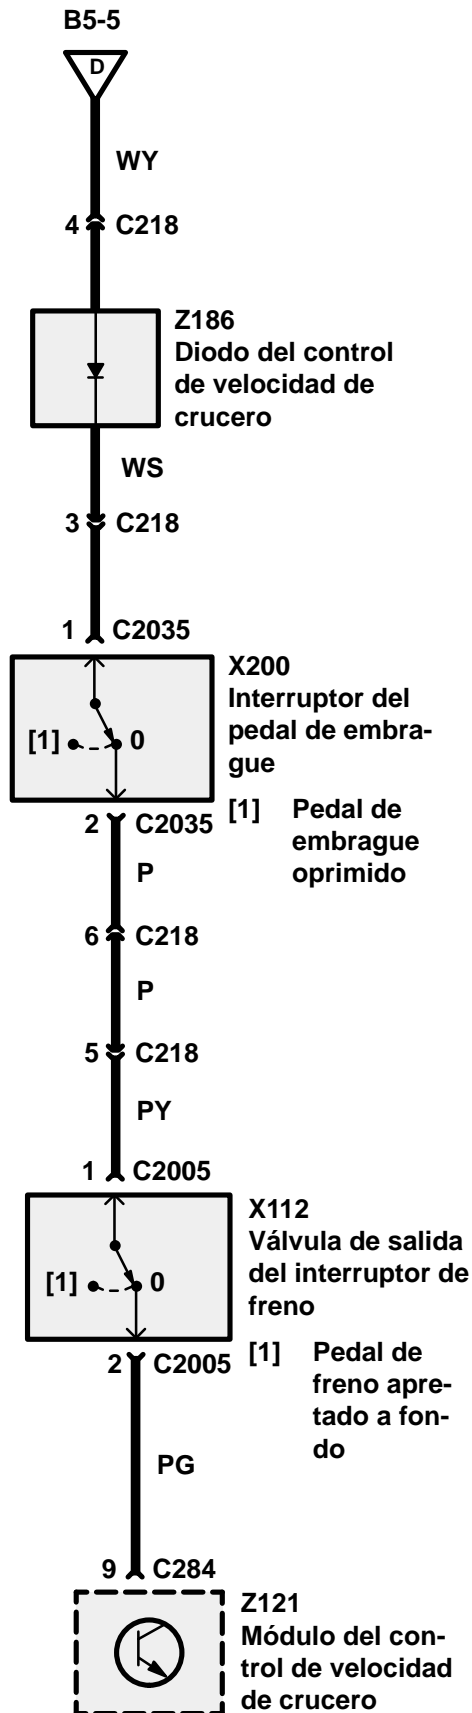 B5-5
D
WY
4 C218
Z186
Diodo del control
de velocidad de
crucero
WS
3 C218
1 C2035
X200
Interruptor del
pedal de embra-
gue
[1] 0
[1] Pedal de
embrague
oprimido
2 C2035
P
6 C218
P
5 C218
PY
1 C2005
X112
Válvula de salida
del interruptor de
freno
[1] 0
[1] Pedal de
freno apre-
tado a fon-
do
2 C2005
PG
9 C284
Z121
Módulo del con-
trol de velocidad
de crucero